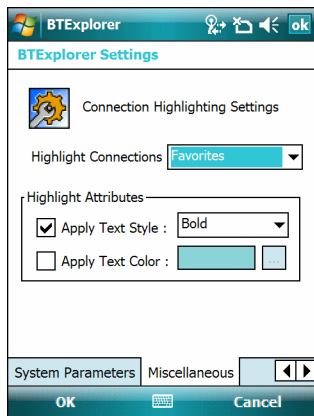 BTExplorer ok
BTExplorer Settings
Connection Highlighting Settings
Highlight Connections Favorites
Highlight Attributes
Apply Text Style : Bold
Apply Text Color : ...
System Parameters Miscellaneous
OK Cancel